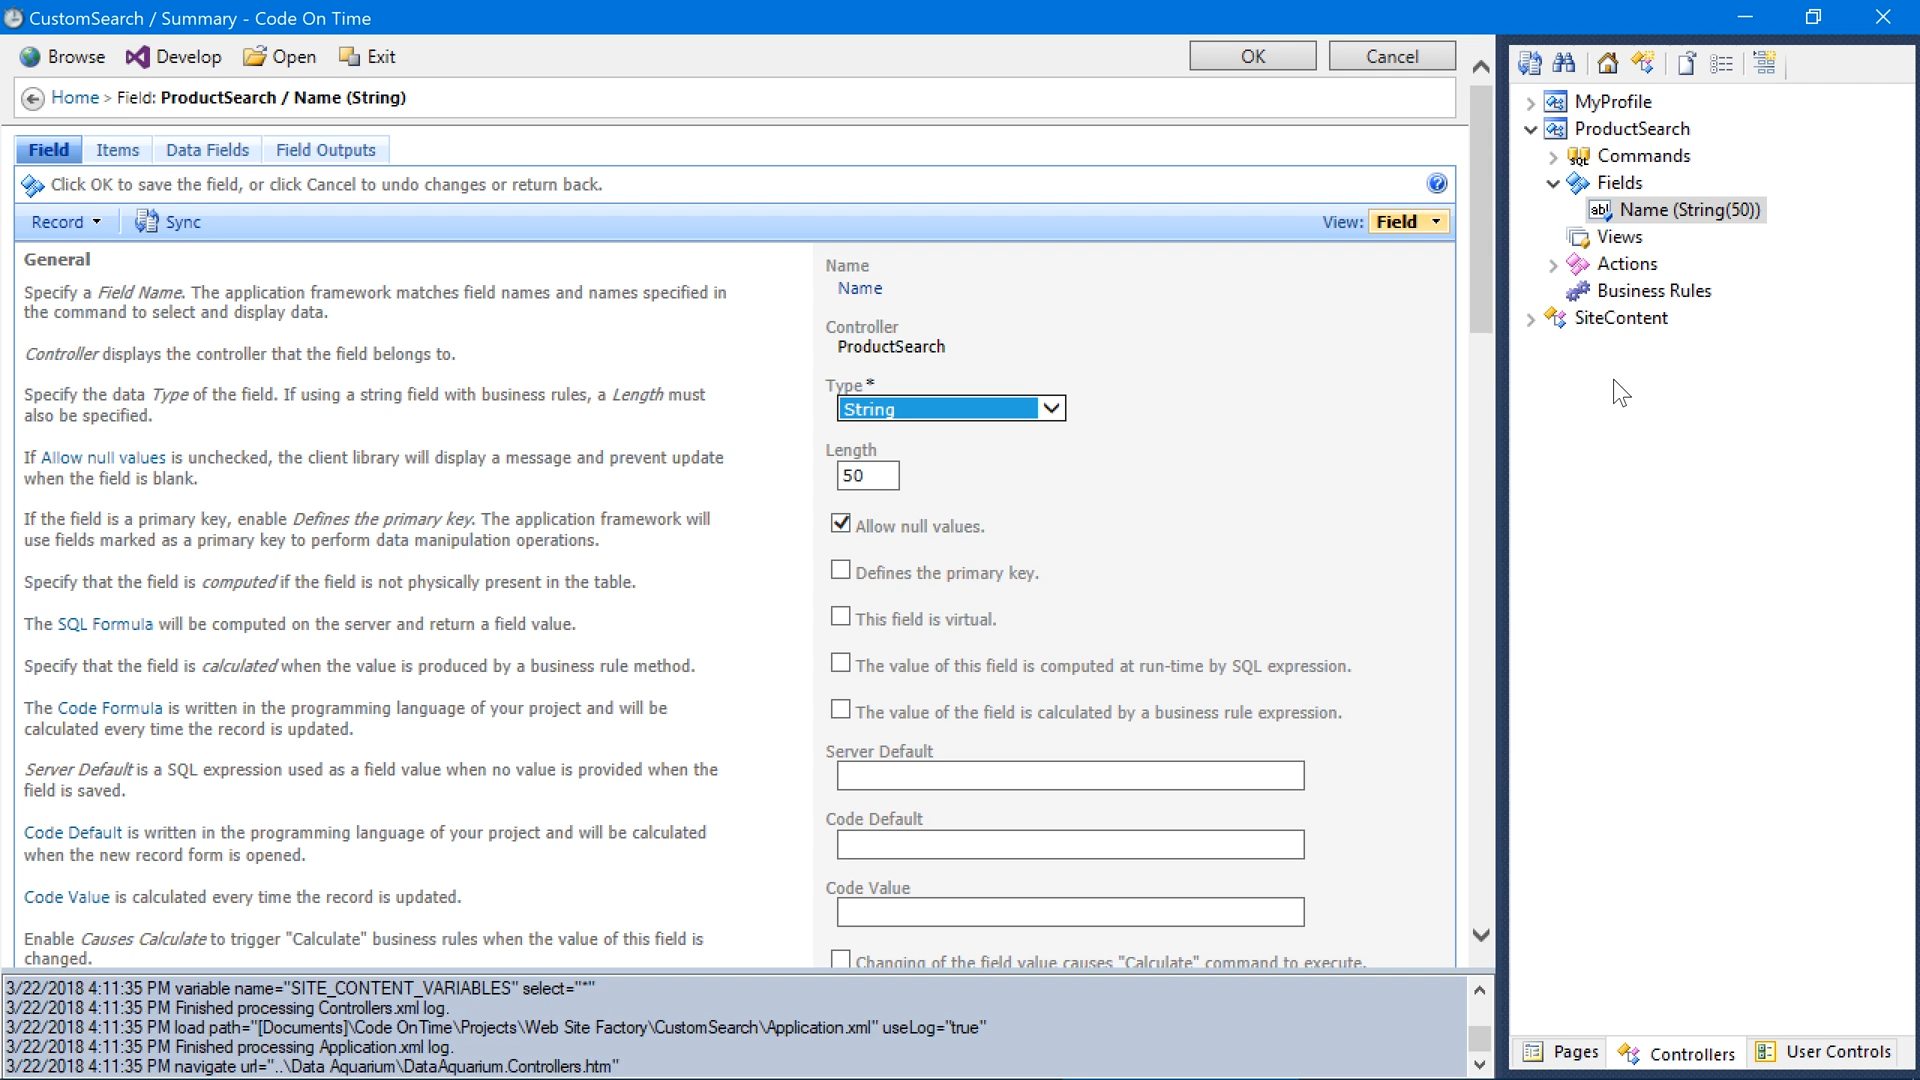 CustomSearch / Summary - Code On Time
Browse Develop Open Exit
OK Cancel
Home > Field: ProductSearch / Name (String)
Field Items Data Fields Field Outputs
Click OK to save the field, or click Cancel to undo changes or return back.
Record Sync
View: Field
General
Specify a Field Name. The application framework matches field names and names specified in
the command to select and display data.
Controller displays the controller that the field belongs to.
Specify the data Type of the field. If using a string field with business rules, a Length must
also be specified.
If Allow null values is unchecked, the client library will display a message and prevent update
when the field is blank.
If the field is a primary key, enable Defines the primary key. The application framework will
use fields marked as a primary key to perform data manipulation operations.
Specify that the field is computed if the field is not physically present in the table.
The SQL Formula will be computed on the server and return a field value.
Specify that the field is calculated when the value is produced by a business rule method.
The Code Formula is written in the programming language of your project and will be
calculated every time the record is updated.
Server Default is a SQL expression used as a field value when no value is provided when the
field is saved.
Code Default is written in the programming language of your project and will be calculated
when the new record form is opened.
Code Value is calculated every time the record is updated.
Enable Causes Calculate to trigger "Calculate" business rules when the value of this field is
changed.
Name
Name
Controller
ProductSearch
Type *
String
Length
50
Allow null values.
Defines the primary key.
This field is virtual.
The value of this field is computed at run-time by SQL expression.
The value of the field is calculated by a business rule expression.
Server Default
Code Default
Code Value
Changing of the field value causes "Calculate" command to execute.
3/22/2018 4:11:35 PM variable name="SITE_CONTENT_VARIABLES" select="*"
3/22/2018 4:11:35 PM Finished processing Controllers.xml log.
3/22/2018 4:11:35 PM load path="[Documents]\Code OnTime\Projects\Web Site Factory\CustomSearch\Application.xml" useLog="true"
3/22/2018 4:11:35 PM Finished processing Application.xml log.
3/22/2018 4:11:35 PM navigate url="..\Data Aquarium\DataAquarium.Controllers.htm"
MyProfile
ProductSearch
SQL Commands
Fields
ab Name (String(50))
Views
Actions
Business Rules
SiteContent
Pages Controllers User Controls